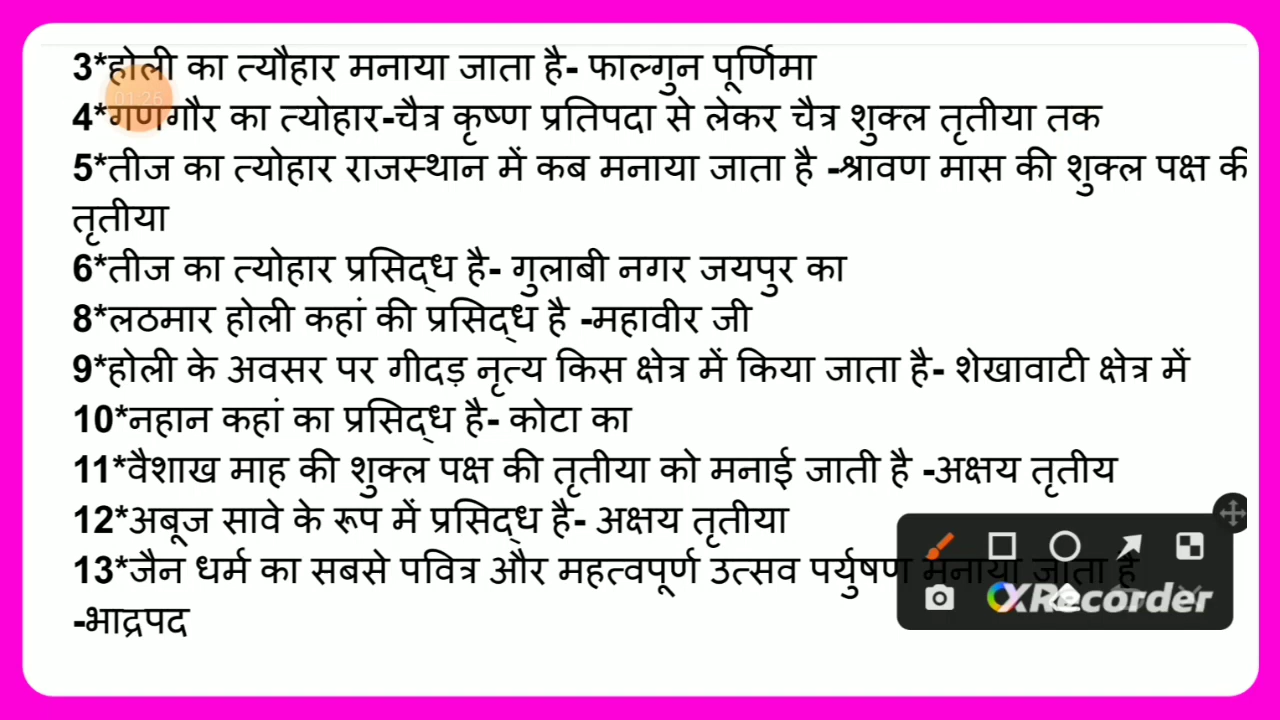 3*होली का त्यौहार मनाया जाता है- फाल्गुन पूर्णिमा
01:25
4*गणगौर का त्योहार-चैत्र कृष्ण प्रतिपदा से लेकर चैत्र शुक्ल तृतीया तक
5*तीज का त्योहार राजस्थान में कब मनाया जाता है -श्रावण मास की शुक्ल पक्ष की
तृतीया
6*तीज का त्योहार प्रसिद्ध है- गुलाबी नगर जयपुर का
8*लठमार होली कहां की प्रसिद्ध है -महावीर जी
9*होली के अवसर पर गीदड़ नृत्य किस क्षेत्र में किया जाता है- शेखावाटी क्षेत्र में
10*नहान कहां का प्रसिद्ध है- कोटा का
11*वैशाख माह की शुक्ल पक्ष की तृतीया को मनाई जाती है -अक्षय तृतीय
12*अबूज सावे के रूप में प्रसिद्ध है- अक्षय तृतीया
13*जैन धर्म का सबसे पवित्र और महत्वपूर्ण उत्सव पर्युषण मनाया जाता है
XRecorder
-भाद्रपद